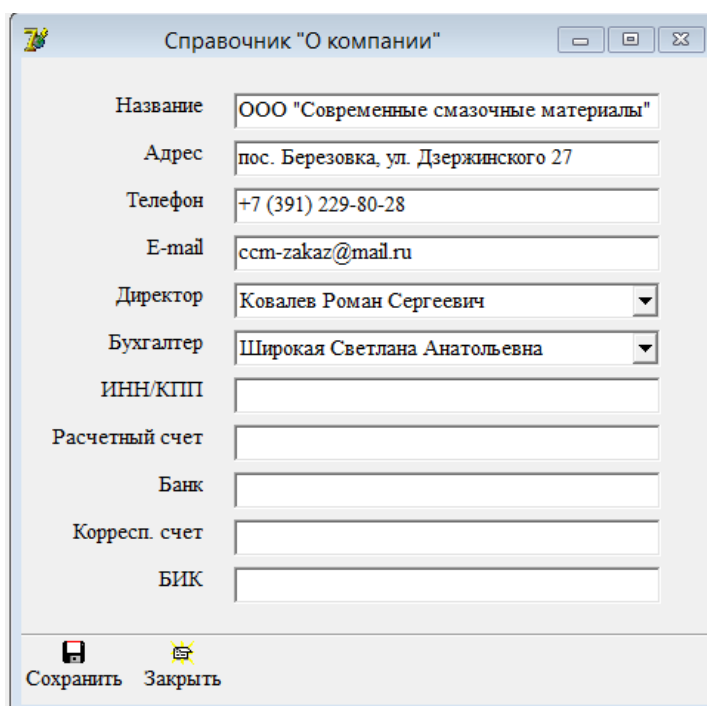 Справочник "О компании"
Название ООО "Современные смазочные материалы"
Адрес пос. Березовка, ул. Дзержинского 27
Телефон +7 (391) 229-80-28
E-mail ccm-zakaz@mail.ru
Директор Ковалев Роман Сергеевич
Бухгалтер Широкая Светлана Анатольевна
ИНН/КПП
Расчетный счет
Банк
Корресп. счет
БИК
Сохранить Закрыть